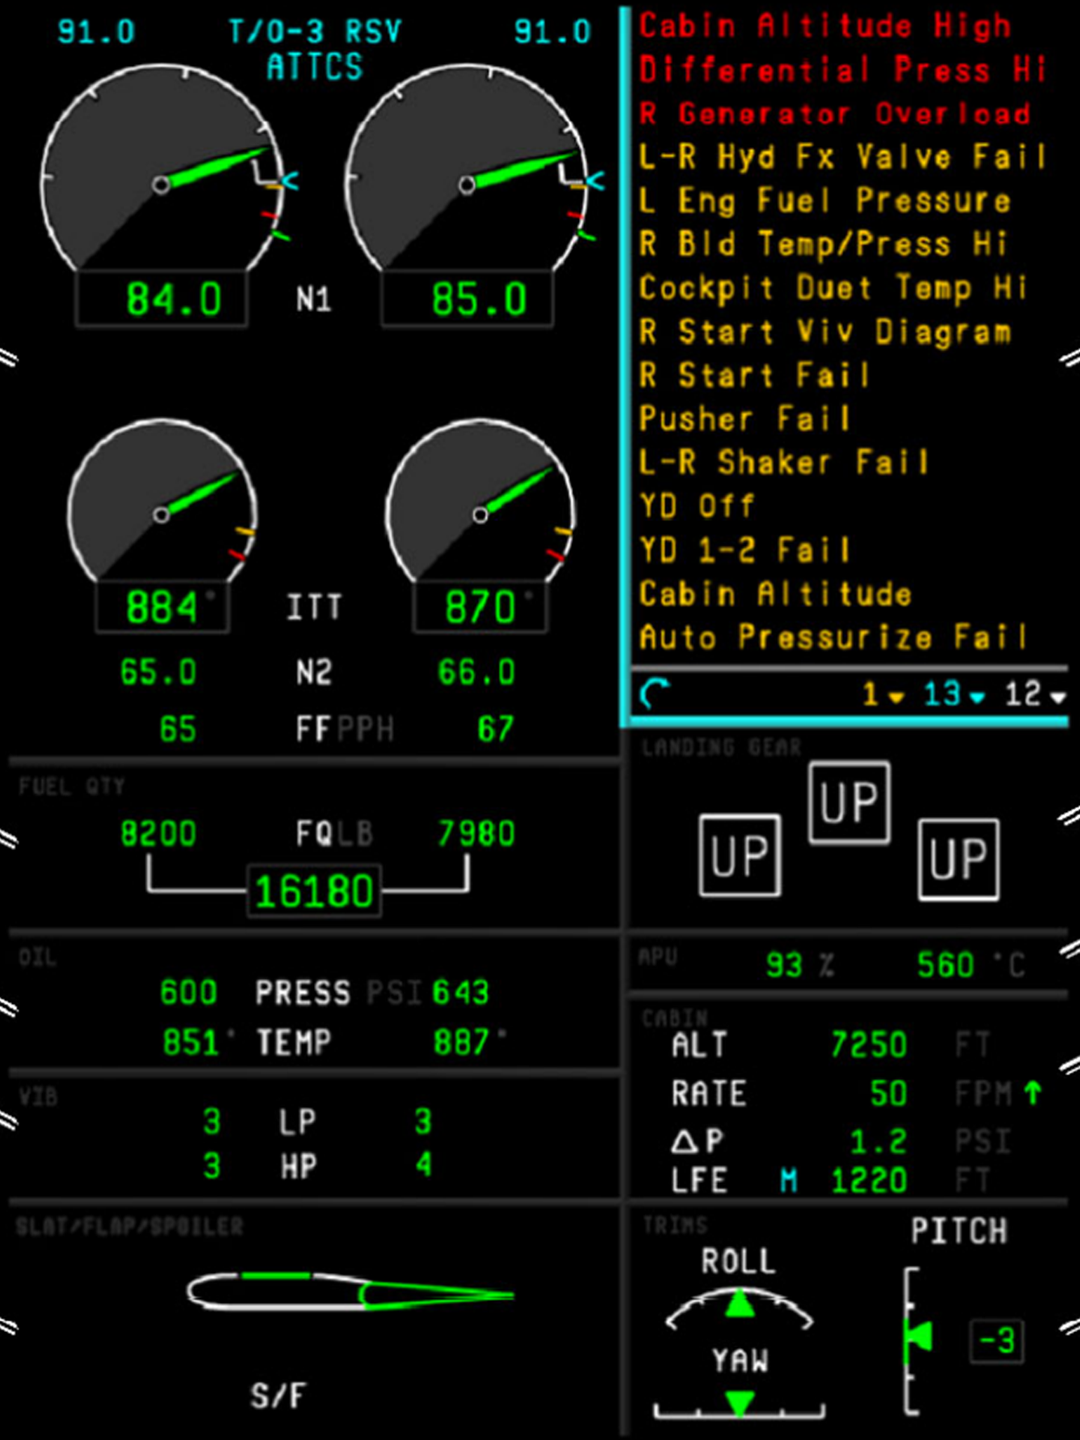 91.0 T/O-3 RSV 91.0
ATTCS
84.0 N1 85.0
884° ITT 870°
65.0 N2 66.0
65 FF PPH 67
FUEL QTY
8200 FQ LB 7980
16180
OIL
600 PRESS PSI 643
851° TEMP 887°
VIB
3 LP 3
3 HP 4
SLAT/FLAP/SPOILER
S/F
Cabin Altitude High
Differential Press Hi
R Generator Overload
L-R Hyd Fx Valve Fail
L Eng Fuel Pressure
R Bld Temp/Press Hi
Cockpit Duet Temp Hi
R Start Viv Diagram
R Start Fail
Pusher Fail
L-R Shaker Fail
YD Off
YD 1-2 Fail
Cabin Altitude
Auto Pressurize Fail
1 13 12
LANDING GEAR
UP
UP UP
APU 93 % 560 °C
CABIN
ALT 7250 FT
RATE 50 FPM ↑
ΔP 1.2 PSI
LFE M 1220 FT
TRIMS PITCH
ROLL
-3
YAW